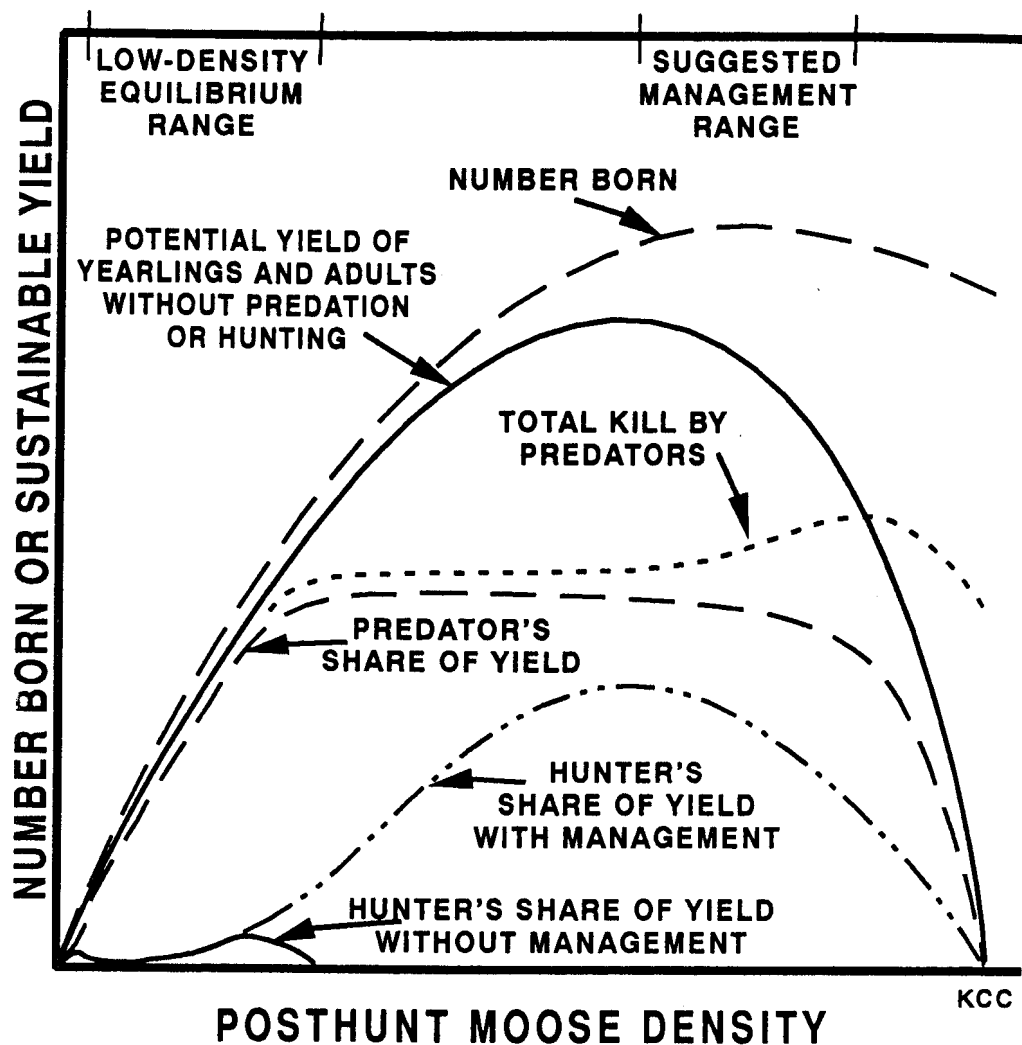 LOW-DENSITY
EQUILIBRIUM
RANGE
SUGGESTED
MANAGEMENT
RANGE
NUMBER BORN
POTENTIAL YIELD OF
YEARLINGS AND ADULTS
WITHOUT PREDATION
OR HUNTING
TOTAL KILL BY
PREDATORS
PREDATOR'S
SHARE OF YIELD
HUNTER'S
SHARE OF YIELD
WITH MANAGEMENT
HUNTER'S SHARE OF YIELD
WITHOUT MANAGEMENT
NUMBER BORN OR SUSTAINABLE YIELD
KCC
POSTHUNT MOOSE DENSITY